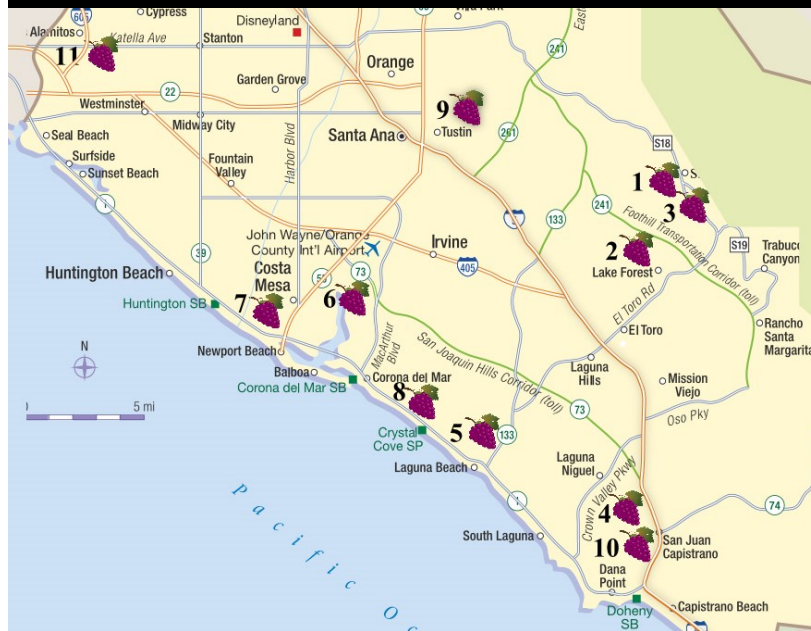 605
Cypress
Alamitos
Katella Ave
Stanton
Disneyland
11
Orange
241
Garden Grove
22
Westminster
Midway City
Harbor Blvd
Santa Ana
9
Tustin
261
Seal Beach
Surfside
Sunset Beach
Fountain
Valley
S18
1
S
3
241
Foothill Transportation Corridor (toll)
133
1
39
John Wayne/Orange
County Int'l Airport
Irvine
405
2
Lake Forest
S19
Trabuco
Canyon
Huntington Beach
Costa
Mesa
55
73
6
7
Huntington SB
El Toro Rd
El Toro
Rancho
Santa
Margarita
N
Newport Beach
MacArthur
Blvd
San Joaquin Hills Corridor (toll)
Laguna
Hills
Balboa
Corona del Mar SB
Corona del Mar
8
Mission
Viejo
73
Oso Pky
5 mi
Crystal
Cove SP
5
133
Laguna Beach
Laguna
Niguel
Crown Valley Pkwy
1
4
74
South Laguna
10
San Juan
Capistrano
Dana
Point
Doheny
SB
Capistrano Beach
Pacific Oc